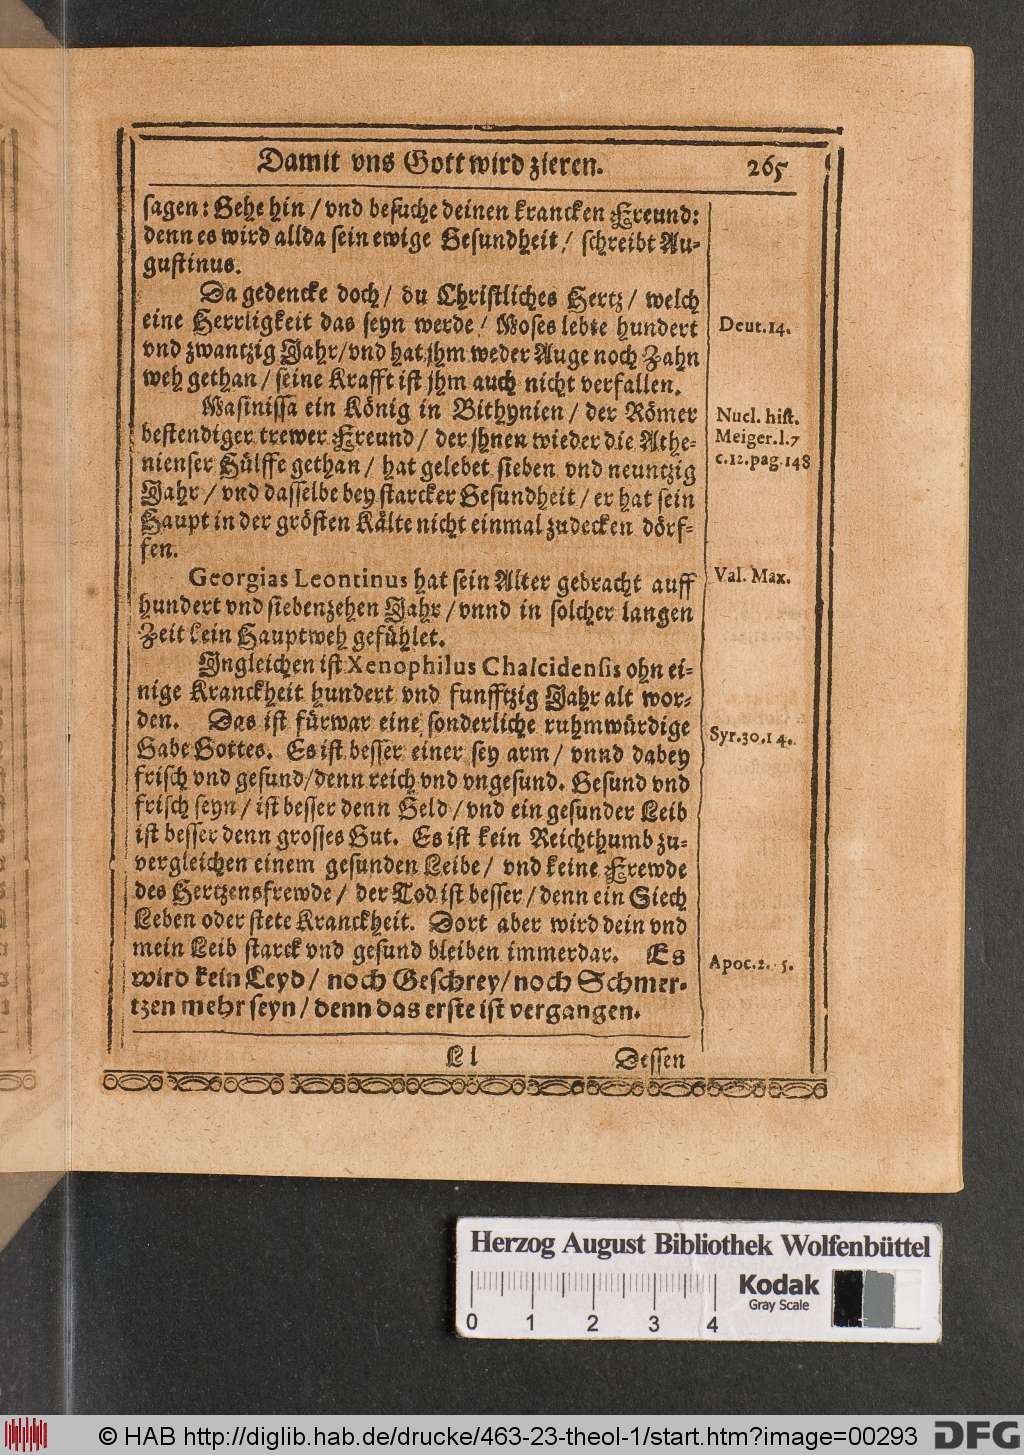 Damit vns Gott wird zieren. 265
sagen: Gehe hin / vnd besuche deinen krancken Freund:
denn es wird allda sein ewige Gesundheit / schreibt Au-
gustinus.
Da gedencke doch / du Christliches Hertz / welch
eine Herrligkeit das seyn werde / Moses lebte hundert
vnd zwantzig Jahr / vnd hat jhm weder Auge noch Zahn
weh gethan / seine Krafft ist jhm auch nicht verfallen.
Deut.14.
Masinissa ein König in Bithynien / der Römer
bestendiger trewer Freund / der jhnen wieder die Athe-
nienser Hülffe gethan / hat gelebet sieben vnd neuntzig
Jahr / vnd dasselbe bey starcker Gesundheit / er hat sein
Haupt in der grösten Kälte nicht einmal zudecken dörf-
fen.
Nucl. hist.
Meiger.l.7
c.12.pag.148
Georgias Leontinus hat sein Alter gebracht auff
hundert vnd siebenzehen Jahr / vnnd in solcher langen
Zeit kein Hauptweh gefühlet.
Val. Max.
Jngleichen ist Xenophilus Chalcidensis ohn ei-
nige Kranckheit hundert vnd funfftzig Jahr alt wor-
den. Das ist fürwar eine sonderliche ruhmwürdige
Gabe Gottes. Es ist besser einer sey arm / vnnd dabey
frisch vnd gesund / denn reich vnd vngesund. Gesund vnd
frisch seyn / ist besser denn Geld / vnd ein gesunder Leib
ist besser denn grosses Gut. Es ist kein Reichthumb zu-
vergleichen einem gesunden Leibe / vnd keine Frewde
des Hertzensfrewde / der Tod ist besser / denn ein Siech
Leben oder stete Kranckheit. Dort aber wird dein vnd
mein Leib starck vnd gesund bleiben immerdar. Es
wird kein Leyd / noch Geschrey / noch Schmer-
tzen mehr seyn / denn das erste ist vergangen.
Syr.30.14.
Apoc.2. 5.
Ll Dessen
Herzog August Bibliothek Wolfenbüttel
0 1 2 3 4
Kodak
Gray Scale
© HAB http://diglib.hab.de/drucke/463-23-theol-1/start.htm?image=00293
DFG